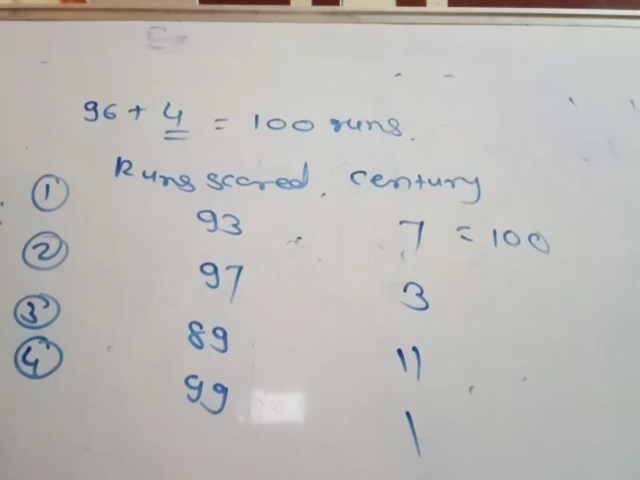 96 + 4 = 100 runs.
Runs scored. century
1 93 7 = 100
2 97 3
3 89 11
4 99 1